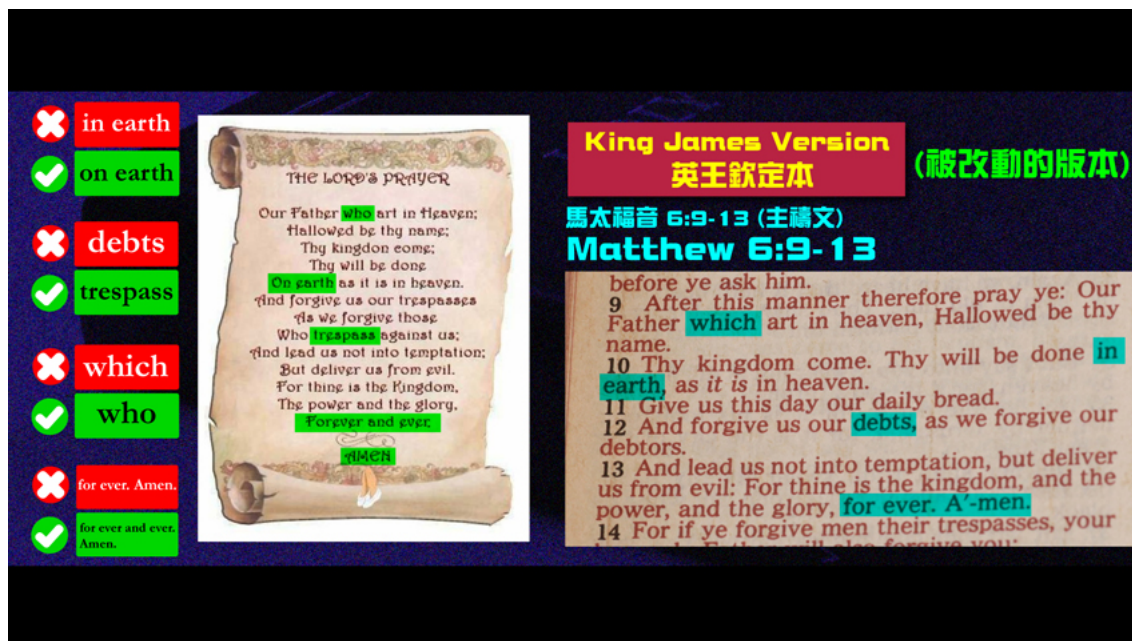 in earth
on earth
debts
trespass
which
who
for ever. Amen.
for ever and ever.
Amen.
THE LORD'S PRAYER
Our Father who art in Heaven;
Hallowed be thy name;
Thy kingdon come;
Thy will be done
On earth as it is in heaven.
And forgive us our trespasses
As we forgive those
Who trespass against us;
And lead us not into temptation;
But deliver us from evil.
For thine is the Kingdom,
The power and the glory,
Forever and ever,
AMEN
King James Version
英王欽定本
(被改動的版本)
馬太福音 6:9-13 (主禱文)
Matthew 6:9-13
before ye ask him.
9 After this manner therefore pray ye: Our
Father which art in heaven, Hallowed be thy
name.
10 Thy kingdom come. Thy will be done in
earth, as it is in heaven.
11 Give us this day our daily bread.
12 And forgive us our debts, as we forgive our
debtors.
13 And lead us not into temptation, but deliver
us from evil: For thine is the kingdom, and the
power, and the glory, for ever. A'-men.
14 For if ye forgive men their trespasses, your